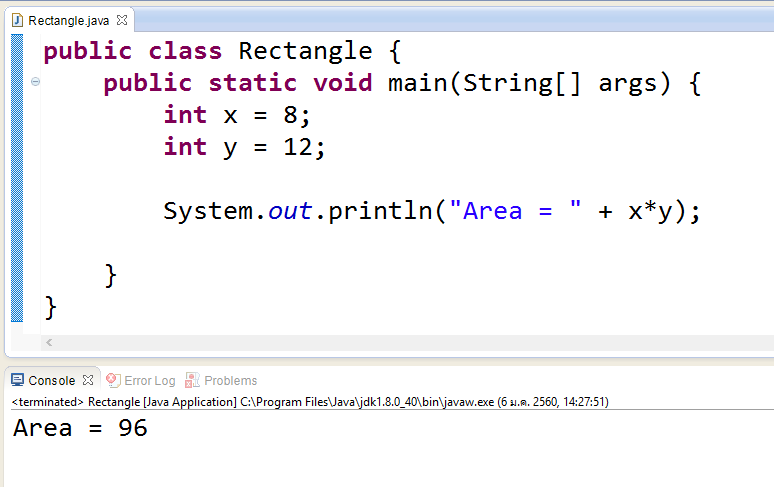 Rectangle.java
public class Rectangle {
public static void main(String[] args) {
int x = 8;
int y = 12;
System.out.println("Area = " + x*y);
}
}
Console Error Log Problems
<terminated> Rectangle [Java Application] C:\Program Files\Java\jdk1.8.0_40\bin\javaw.exe (6 ม.ค. 2560, 14:27:51)
Area = 96